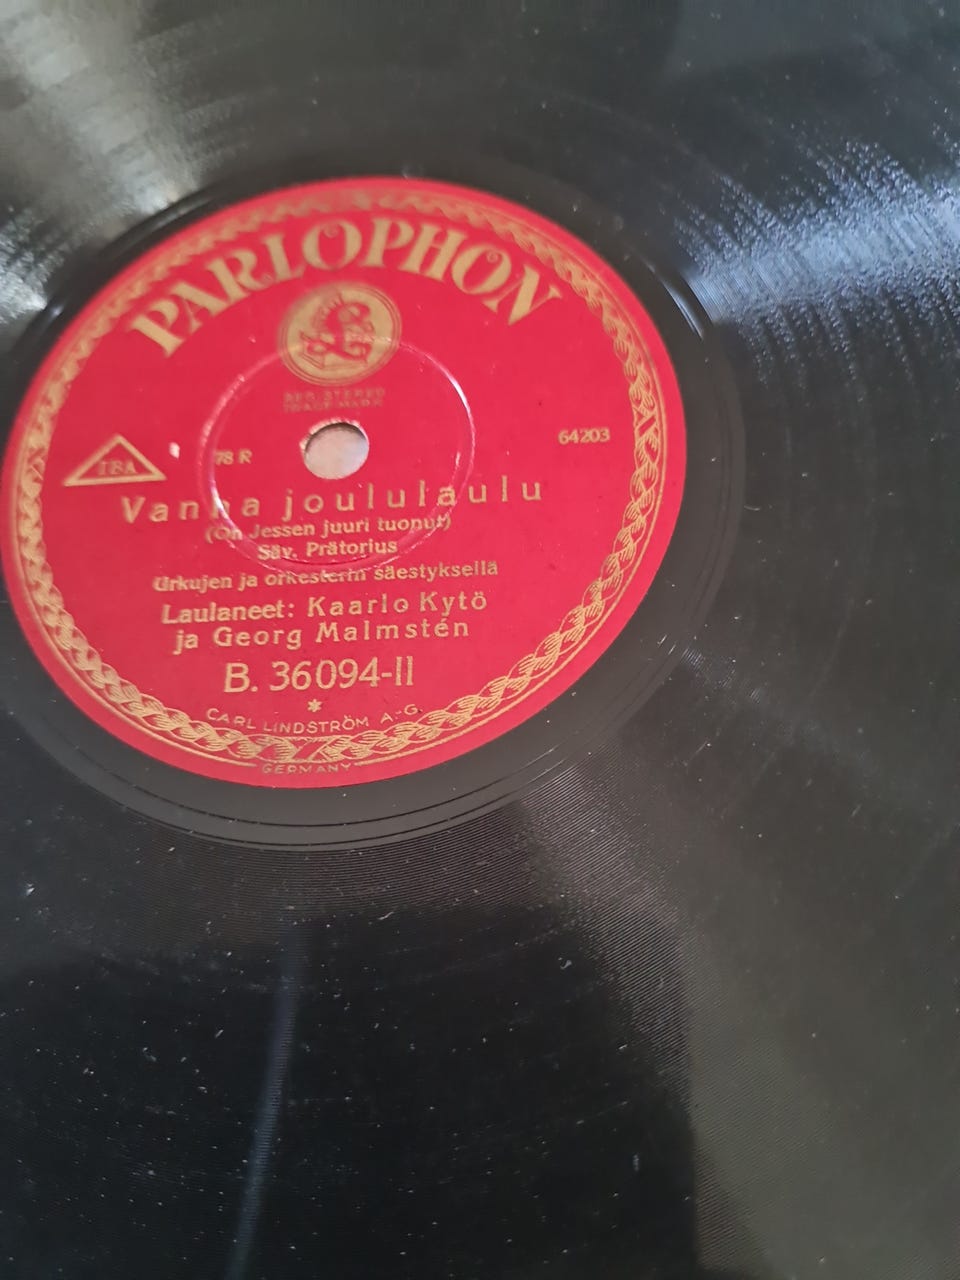 PARLOPHON
REGISTERED
TRADE MARK
64203
78 R
IBA
Vanha joululaulu
(On Jessen juuri tuonut)
Säv. Prätorius
Urkujen ja orkesterin säestyksellä
Laulaneet: Kaarlo Kytö
ja Georg Malmstén
B. 36094-II
*
CARL LINDSTRÖM A.-G.
GERMANY